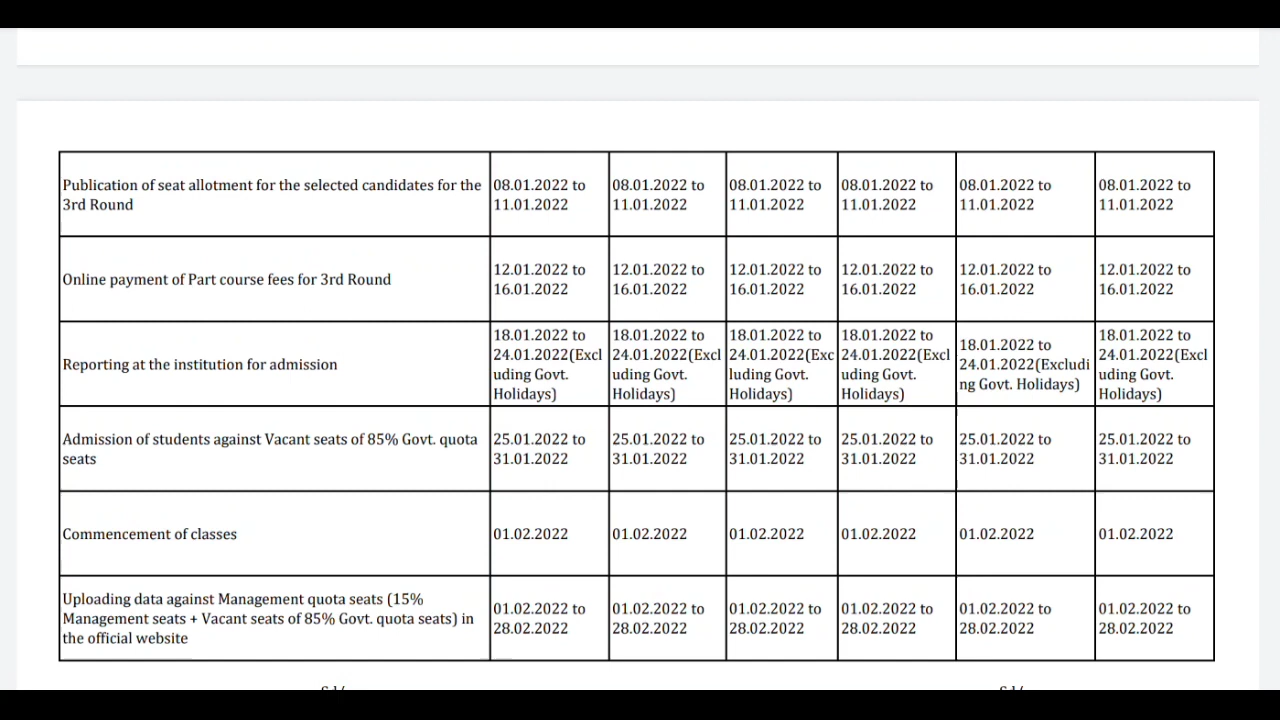 Publication of seat allotment for the selected candidates for the
3rd Round
08.01.2022 to
11.01.2022
08.01.2022 to
11.01.2022
08.01.2022 to
11.01.2022
08.01.2022 to
11.01.2022
08.01.2022 to
11.01.2022
08.01.2022 to
11.01.2022
Online payment of Part course fees for 3rd Round
12.01.2022 to
16.01.2022
12.01.2022 to
16.01.2022
12.01.2022 to
16.01.2022
12.01.2022 to
16.01.2022
12.01.2022 to
16.01.2022
12.01.2022 to
16.01.2022
Reporting at the institution for admission
18.01.2022 to
24.01.2022(Excl
uding Govt.
Holidays)
18.01.2022 to
24.01.2022(Excl
uding Govt.
Holidays)
18.01.2022 to
24.01.2022(Exc
luding Govt.
Holidays)
18.01.2022 to
24.01.2022(Excl
uding Govt.
Holidays)
18.01.2022 to
24.01.2022(Excludi
ng Govt. Holidays)
18.01.2022 to
24.01.2022(Excl
uding Govt.
Holidays)
Admission of students against Vacant seats of 85% Govt. quota
seats
25.01.2022 to
31.01.2022
25.01.2022 to
31.01.2022
25.01.2022 to
31.01.2022
25.01.2022 to
31.01.2022
25.01.2022 to
31.01.2022
25.01.2022 to
31.01.2022
Commencement of classes
01.02.2022
01.02.2022
01.02.2022
01.02.2022
01.02.2022
01.02.2022
Uploading data against Management quota seats (15%
Management seats + Vacant seats of 85% Govt. quota seats) in
the official website
01.02.2022 to
28.02.2022
01.02.2022 to
28.02.2022
01.02.2022 to
28.02.2022
01.02.2022 to
28.02.2022
01.02.2022 to
28.02.2022
01.02.2022 to
28.02.2022